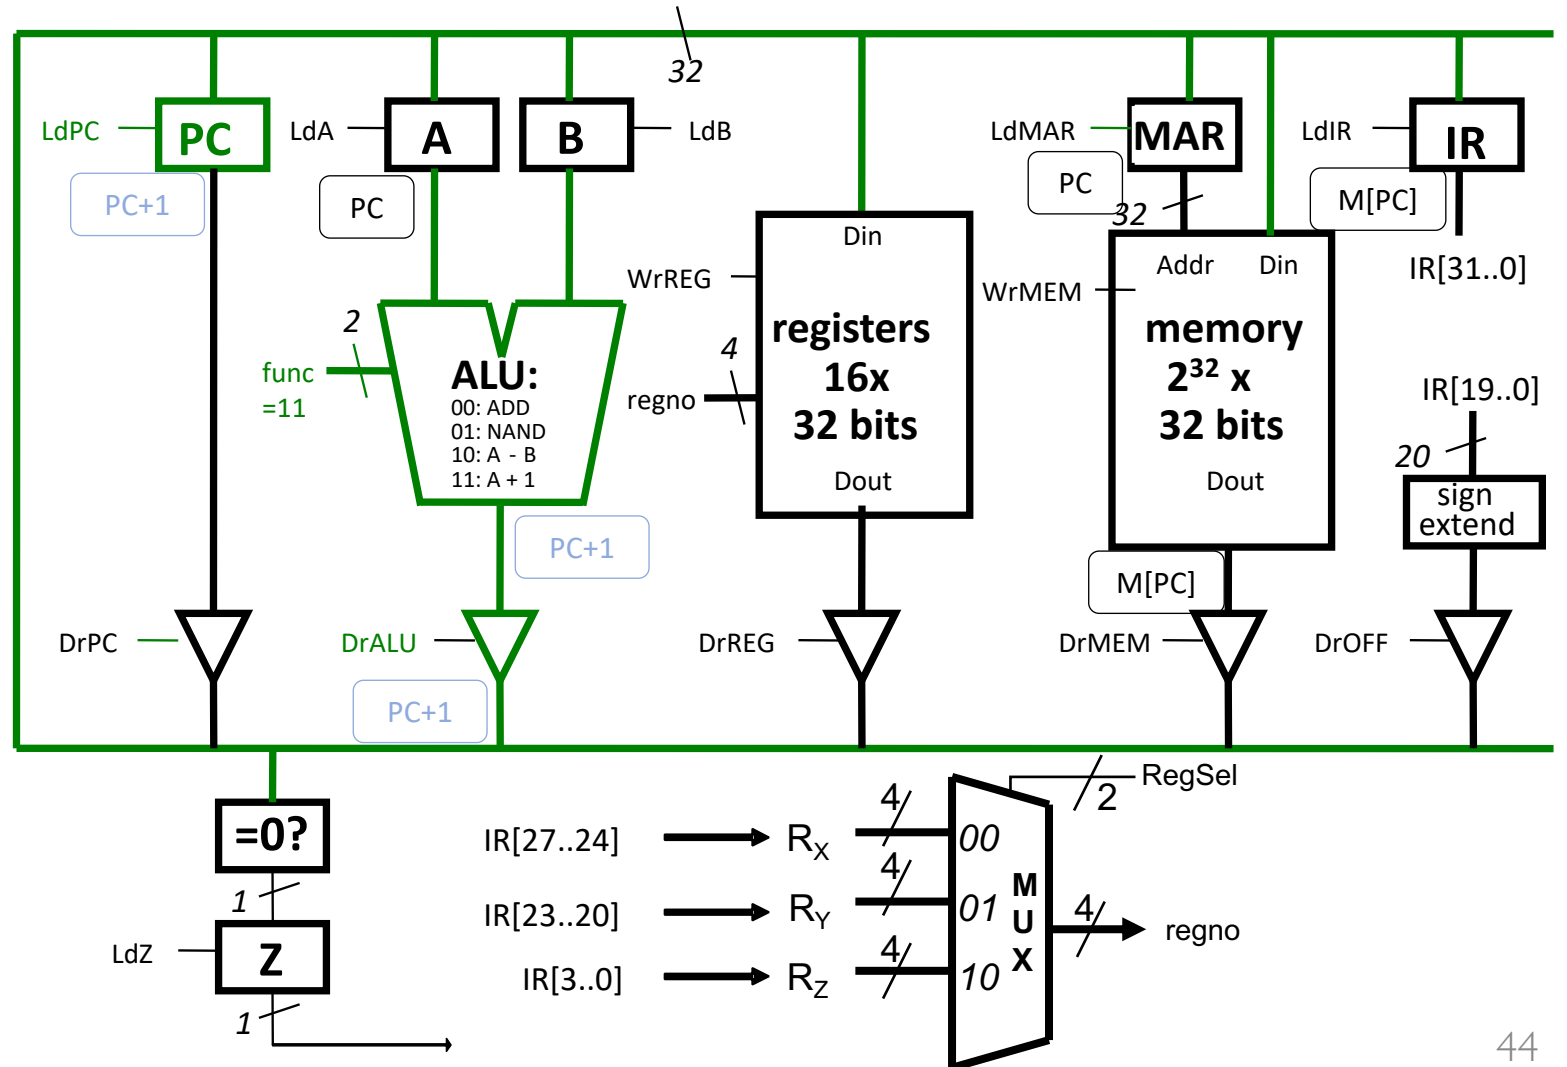 32
LdPC
PC
LdA
A
B
LdB
LdMAR
MAR
LdIR
IR
PC+1
PC
PC
32
M[PC]
Din
Addr
Din
IR[31..0]
WrREG
WrMEM
2
func
=11
ALU:
00: ADD
01: NAND
10: A - B
11: A + 1
4
regno
registers
16x
32 bits
memory
2³² x
32 bits
IR[19..0]
20
Dout
Dout
sign
extend
PC+1
M[PC]
DrPC
DrALU
DrREG
DrMEM
DrOFF
PC+1
RegSel
2
=0?
1
LdZ
Z
1
IR[27..24]
RX
4
00
IR[23..20]
RY
4
01
IR[3..0]
RZ
4
10
M
U
X
4
regno
44